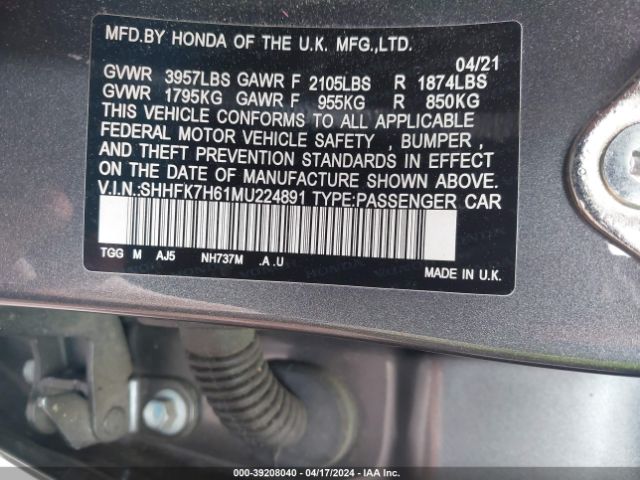 MFD.BY HONDA OF THE U.K. MFG.,LTD.
04/21
GVWR 3957LBS GAWR F 2105LBS R 1874LBS
GVWR 1795KG GAWR F 955KG R 850KG
THIS VEHICLE CONFORMS TO ALL APPLICABLE
FEDERAL MOTOR VEHICLE SAFETY , BUMPER ,
AND THEFT PREVENTION STANDARDS IN EFFECT
ON THE DATE OF MANUFACTURE SHOWN ABOVE.
V.I.N.:SHHFK7H61MU224891 TYPE:PASSENGER CAR
TGG M AJ5 NH737M .A .U
MADE IN U.K.
000-39208040 - 04/17/2024 - IAA Inc.